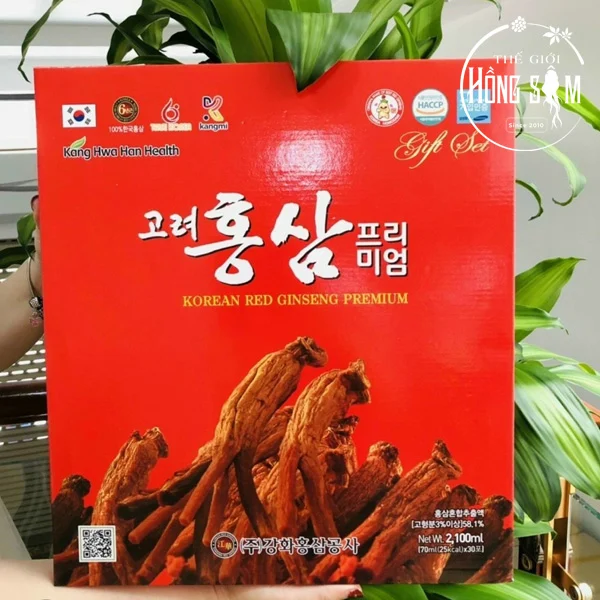 THẾ GIỚI
HỒNG SÂM
Since 2010
6
100%한국홍삼
kangmi
HACCP
Kang Hwa Han Health
Gift Set
고려홍삼프리미엄
KOREAN RED GINSENG PREMIUM
홍삼혼합추출액
[고형분3%이상]58.1%
Net Wt. 2,100ml
(70ml(25kcal)x30포)
(주)강화홍삼공사